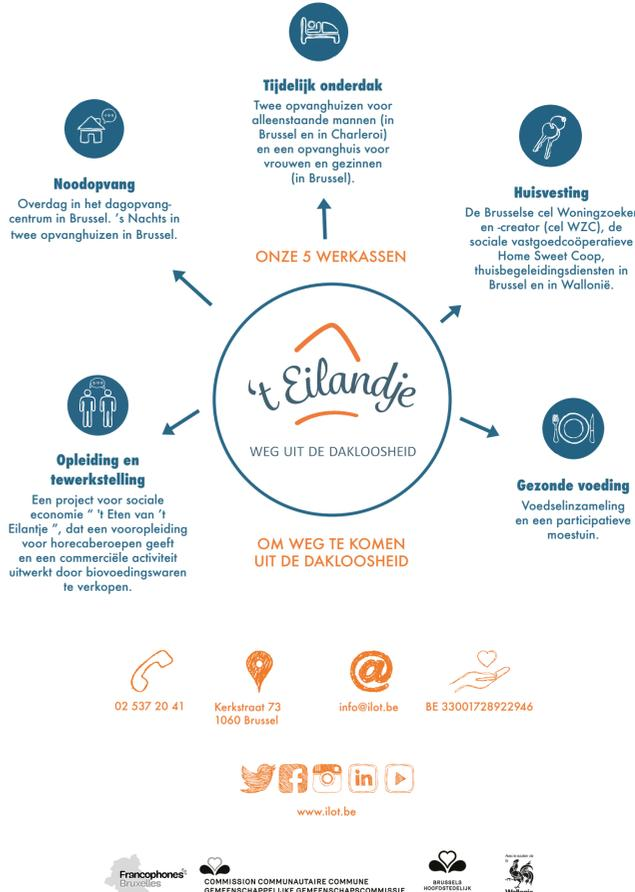 Tijdelijk onderdak
Twee opvanghuizen voor
alleenstaande mannen (in
Brussel en in Charleroi)
en een opvanghuis voor
vrouwen en gezinnen
(in Brussel).
Noodopvang
Overdag in het dagopvang-
centrum in Brussel. 's Nachts in
twee opvanghuizen in Brussel.
Huisvesting
De Brusselse cel Woningzoeker
en -creator (cel WZC), de
sociale vastgoedcoöperatieve
Home Sweet Coop,
thuisbegeleidingsdiensten in
Brussel en in Wallonië.
ONZE 5 WERKASSEN
't Eilandje
WEG UIT DE DAKLOOSHEID
Opleiding en
tewerkstelling
Een project voor sociale
economie “ 't Eten van 't
Eilantje ”, dat een vooropleiding
voor horecaberoepen geeft
en een commerciële activiteit
uitwerkt door biovoedingswaren
te verkopen.
Gezonde voeding
Voedselinzameling
en een participatieve
moestuin.
OM WEG TE KOMEN
UIT DE DAKLOOSHEID
02 537 20 41
Kerkstraat 73
1060 Brussel
info@ilot.be
BE 33001728922946
www.ilot.be
Francophones
Bruxelles
COMMISSION COMMUNAUTAIRE COMMUNE
GEMEENSCHAPPELIJKE GEMEENSCHAPSCOMMISSIE
BRUSSELS
HOOFDSTEDELIJK
Wallonie